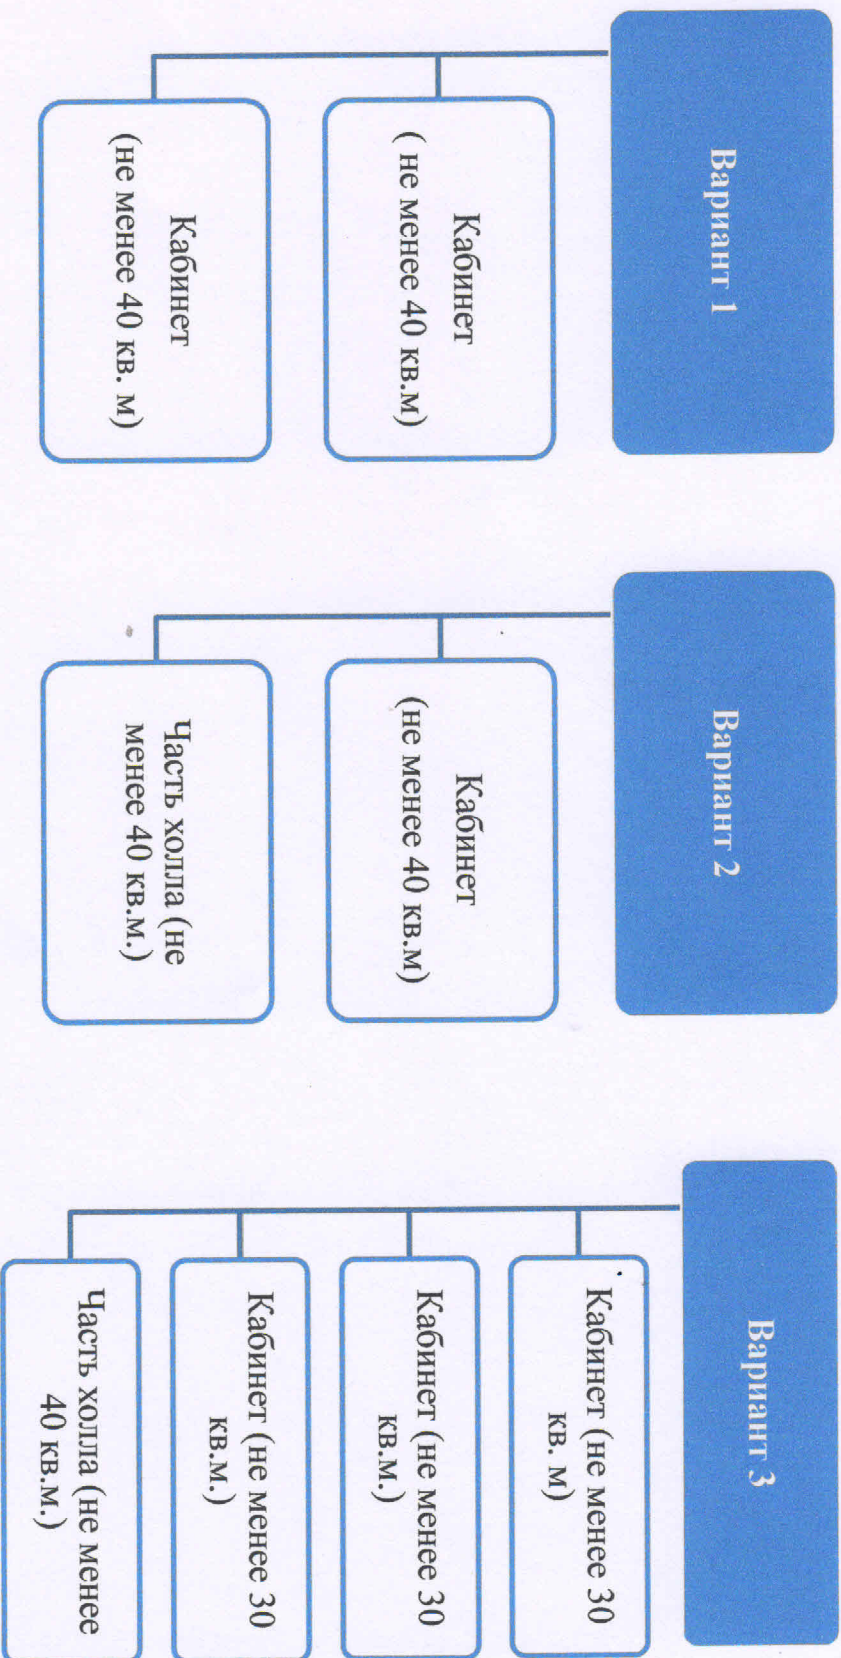 Вариант 1
Кабинет
( не менее 40 кв.м)
Кабинет
(не менее 40 кв. м)
Вариант 2
Кабинет
(не менее 40 кв.м)
Часть холла (не
менее 40 кв.м.)
Вариант 3
Кабинет (не менее 30
кв. м)
Кабинет (не менее 30
кв.м.)
Кабинет (не менее 30
кв.м.)
Часть холла (не менее
40 кв.м.)